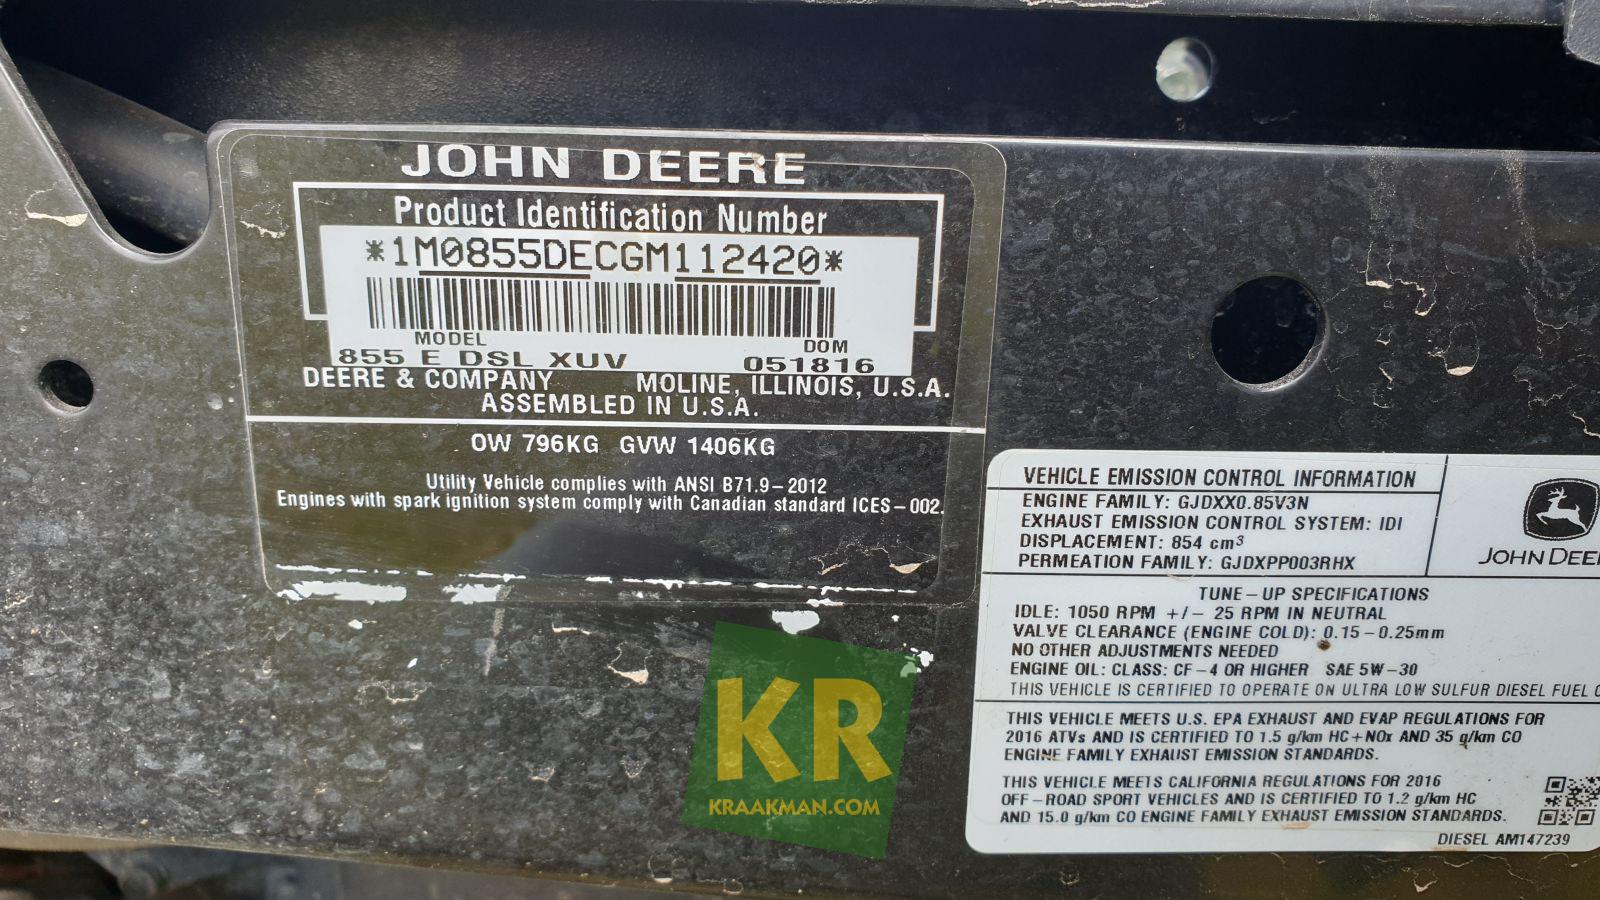 JOHN DEERE
Product Identification Number
*1M0855DECGM112420*
MODEL DOM
855 E DSL XUV 051816
DEERE & COMPANY MOLINE, ILLINOIS, U.S.A.
ASSEMBLED IN U.S.A.
OW 796KG GVW 1406KG
Utility Vehicle complies with ANSI B71.9-2012
Engines with spark ignition system comply with Canadian standard ICES-002.
VEHICLE EMISSION CONTROL INFORMATION
ENGINE FAMILY: GJDXX0.85V3N
EXHAUST EMISSION CONTROL SYSTEM: IDI
DISPLACEMENT: 854 cm³
PERMEATION FAMILY: GJDXPP003RHX
JOHN DEE
TUNE-UP SPECIFICATIONS
IDLE: 1050 RPM +/- 25 RPM IN NEUTRAL
VALVE CLEARANCE (ENGINE COLD): 0.15-0.25mm
NO OTHER ADJUSTMENTS NEEDED
ENGINE OIL: CLASS: CF-4 OR HIGHER SAE 5W-30
THIS VEHICLE IS CERTIFIED TO OPERATE ON ULTRA LOW SULFUR DIESEL FUEL
THIS VEHICLE MEETS U.S. EPA EXHAUST AND EVAP REGULATIONS FOR
2016 ATVs AND IS CERTIFIED TO 1.5 g/km HC+NOx AND 35 g/km CO
ENGINE FAMILY EXHAUST EMISSION STANDARDS.
THIS VEHICLE MEETS CALIFORNIA REGULATIONS FOR 2016
OFF-ROAD SPORT VEHICLES AND IS CERTIFIED TO 1.2 g/km HC
AND 15.0 g/km CO ENGINE FAMILY EXHAUST EMISSION STANDARDS.
DIESEL AM147239
KR
KRAAKMAN.COM